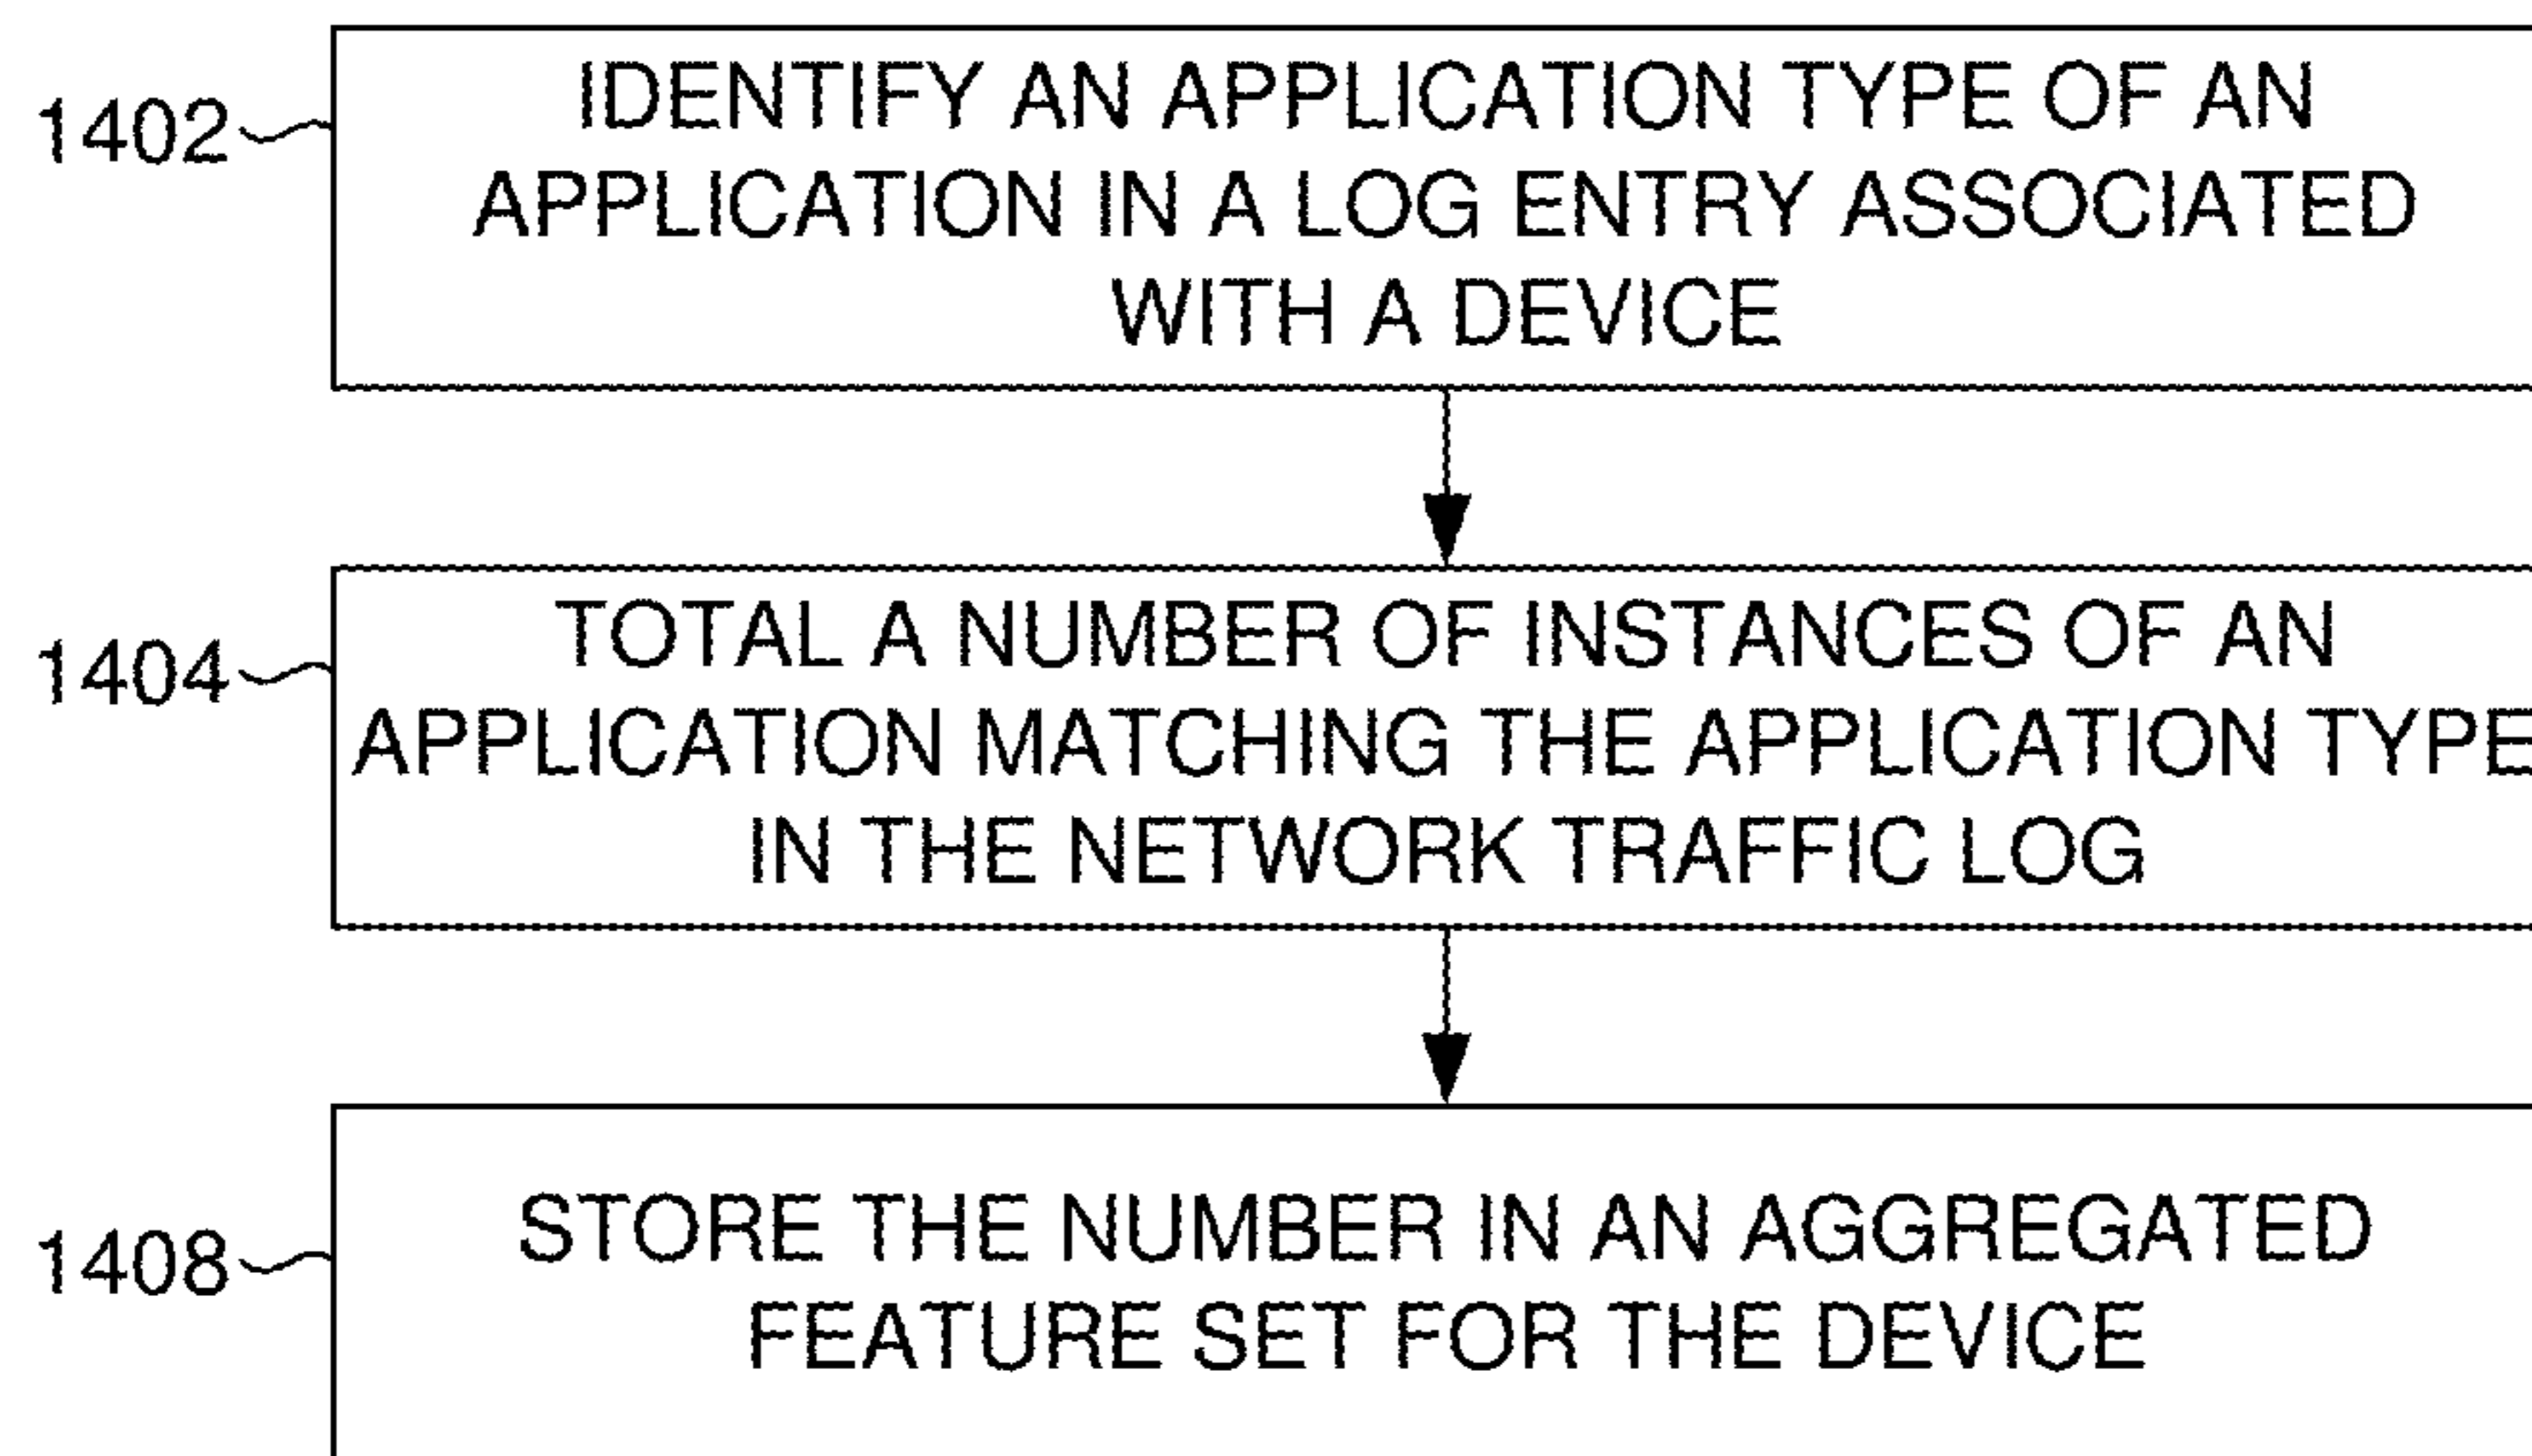 1402
IDENTIFY AN APPLICATION TYPE OF AN
APPLICATION IN A LOG ENTRY ASSOCIATED
WITH A DEVICE
1404
TOTAL A NUMBER OF INSTANCES OF AN
APPLICATION MATCHING THE APPLICATION TYPE
IN THE NETWORK TRAFFIC LOG
1408
STORE THE NUMBER IN AN AGGREGATED
FEATURE SET FOR THE DEVICE